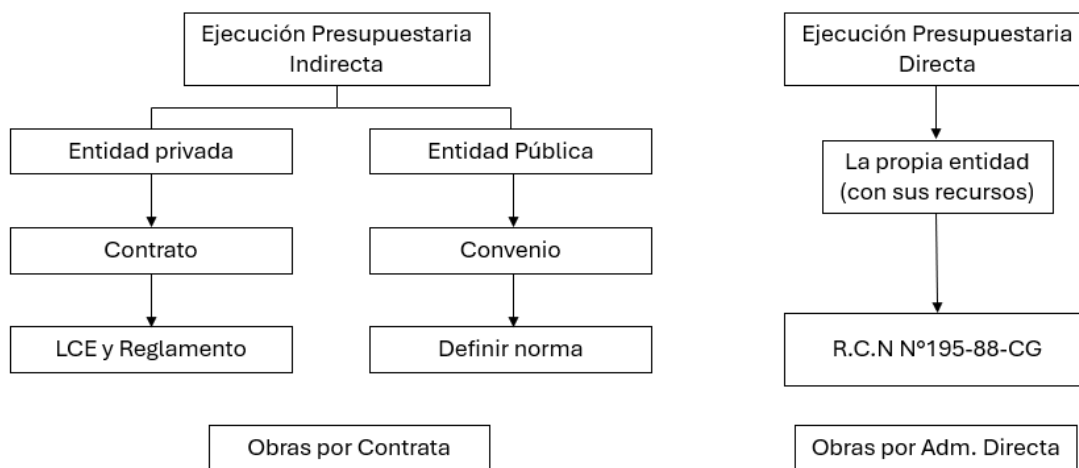 Ejecución Presupuestaria
Indirecta
Entidad privada
Entidad Pública
Contrato
Convenio
LCE y Reglamento
Definir norma
Obras por Contrata
Ejecución Presupuestaria
Directa
La propia entidad
(con sus recursos)
R.C.N N°195-88-CG
Obras por Adm. Directa